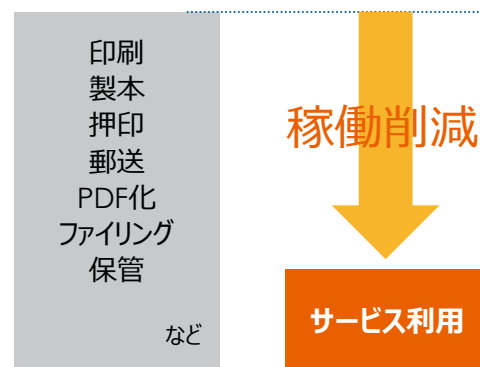 印刷
製本
押印
郵送
PDF化
ファイリング
保管
など
稼働削減
サービス利用